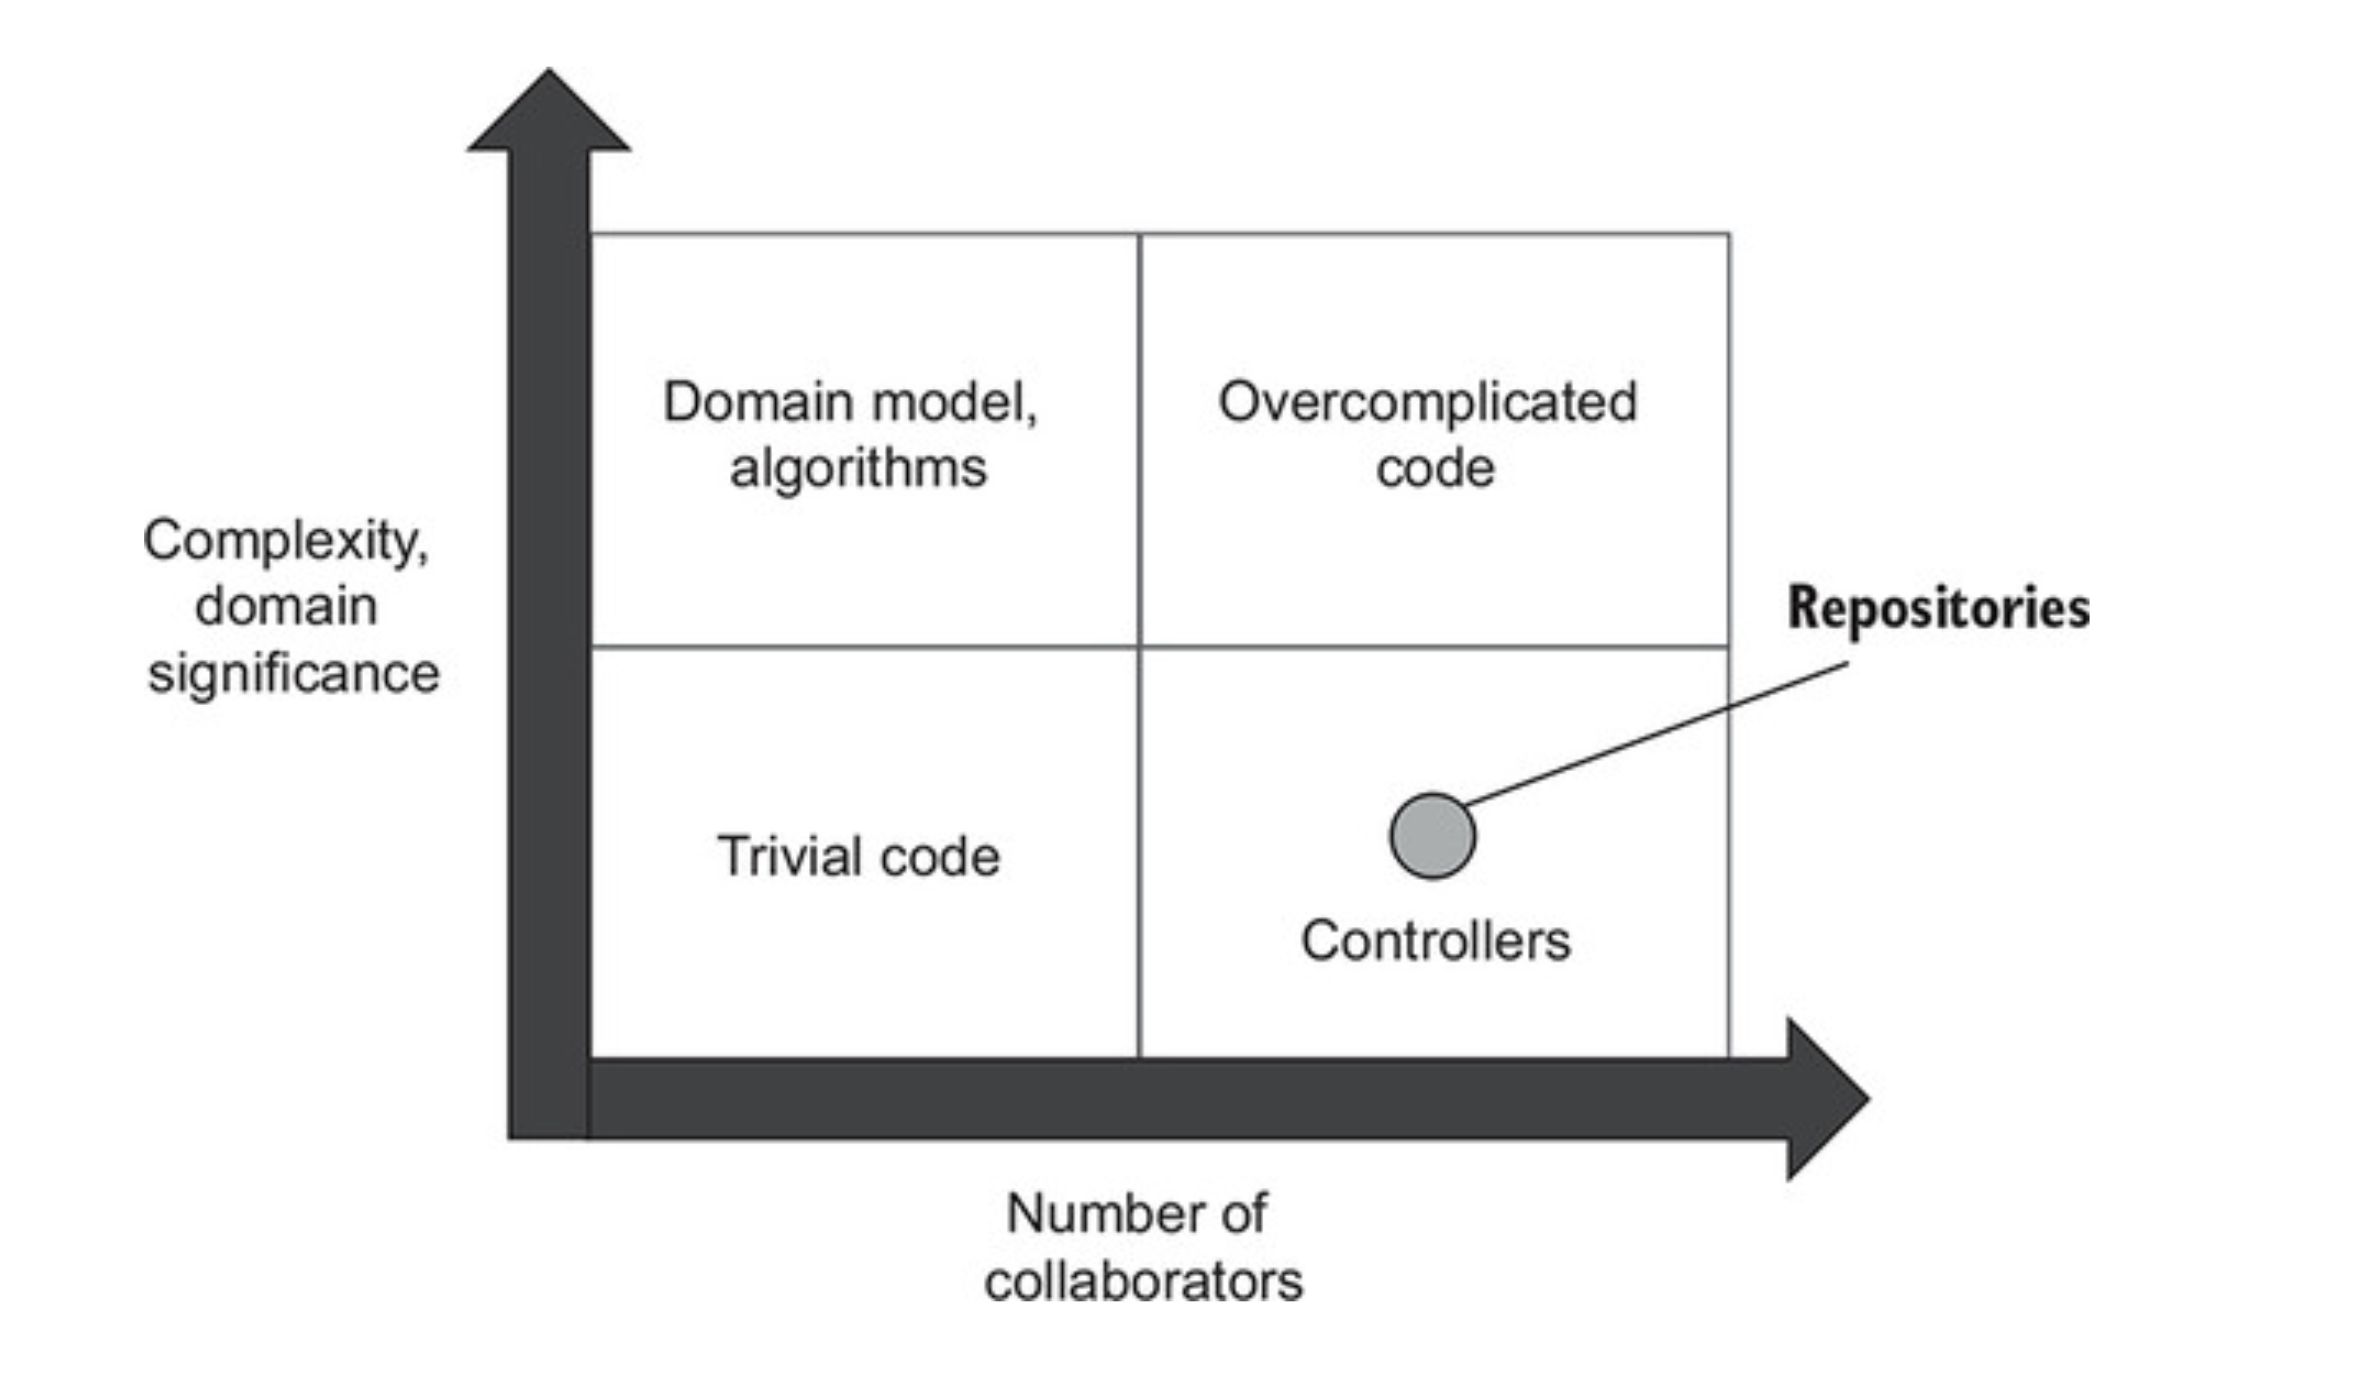 Domain model,
algorithms
Overcomplicated
code
Complexity,
domain
significance
Repositories
Trivial code
Controllers
Number of
collaborators